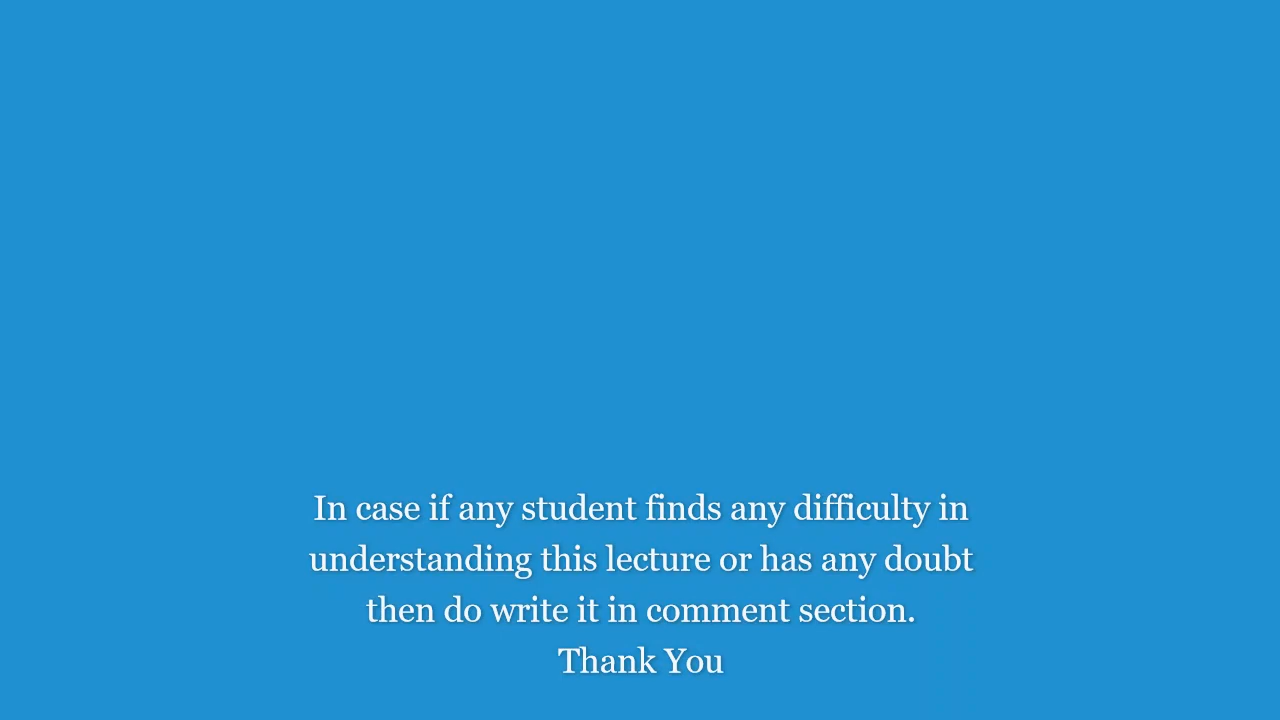 In case if any student finds any difficulty in
understanding this lecture or has any doubt
then do write it in comment section.
Thank You